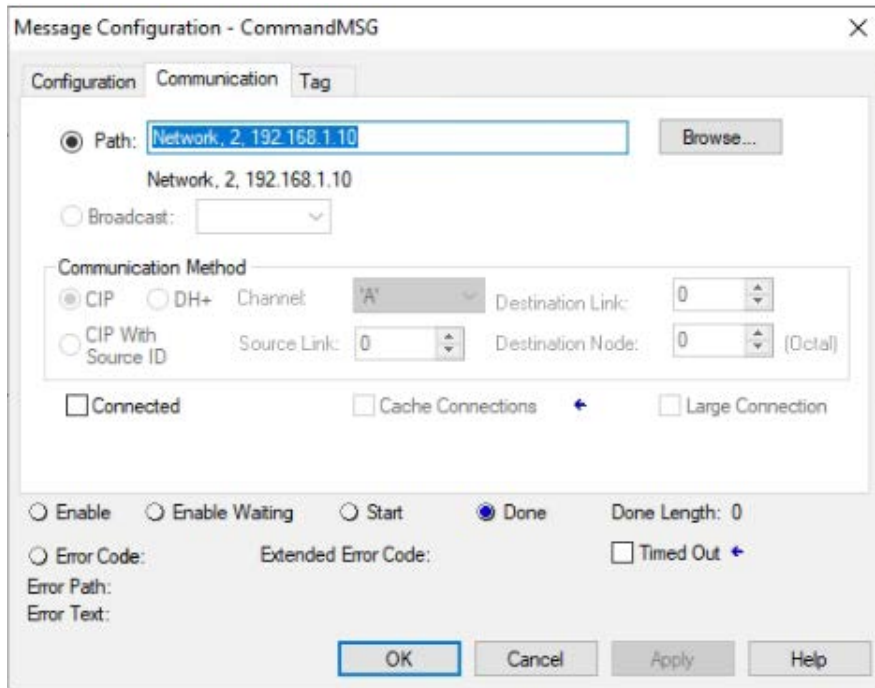 Message Configuration - CommandMSG
Configuration Communication Tag
Path: Network, 2, 192.168.1.10 Browse...
Network, 2, 192.168.1.10
Broadcast:
Communication Method
CIP DH+ Channel: 'A' Destination Link: 0
CIP With Source ID Source Link: 0 Destination Node: 0 (Octal)
Connected Cache Connections Large Connection
Enable Enable Waiting Start Done Done Length: 0
Error Code: Extended Error Code: Timed Out
Error Path:
Error Text:
OK Cancel Apply Help